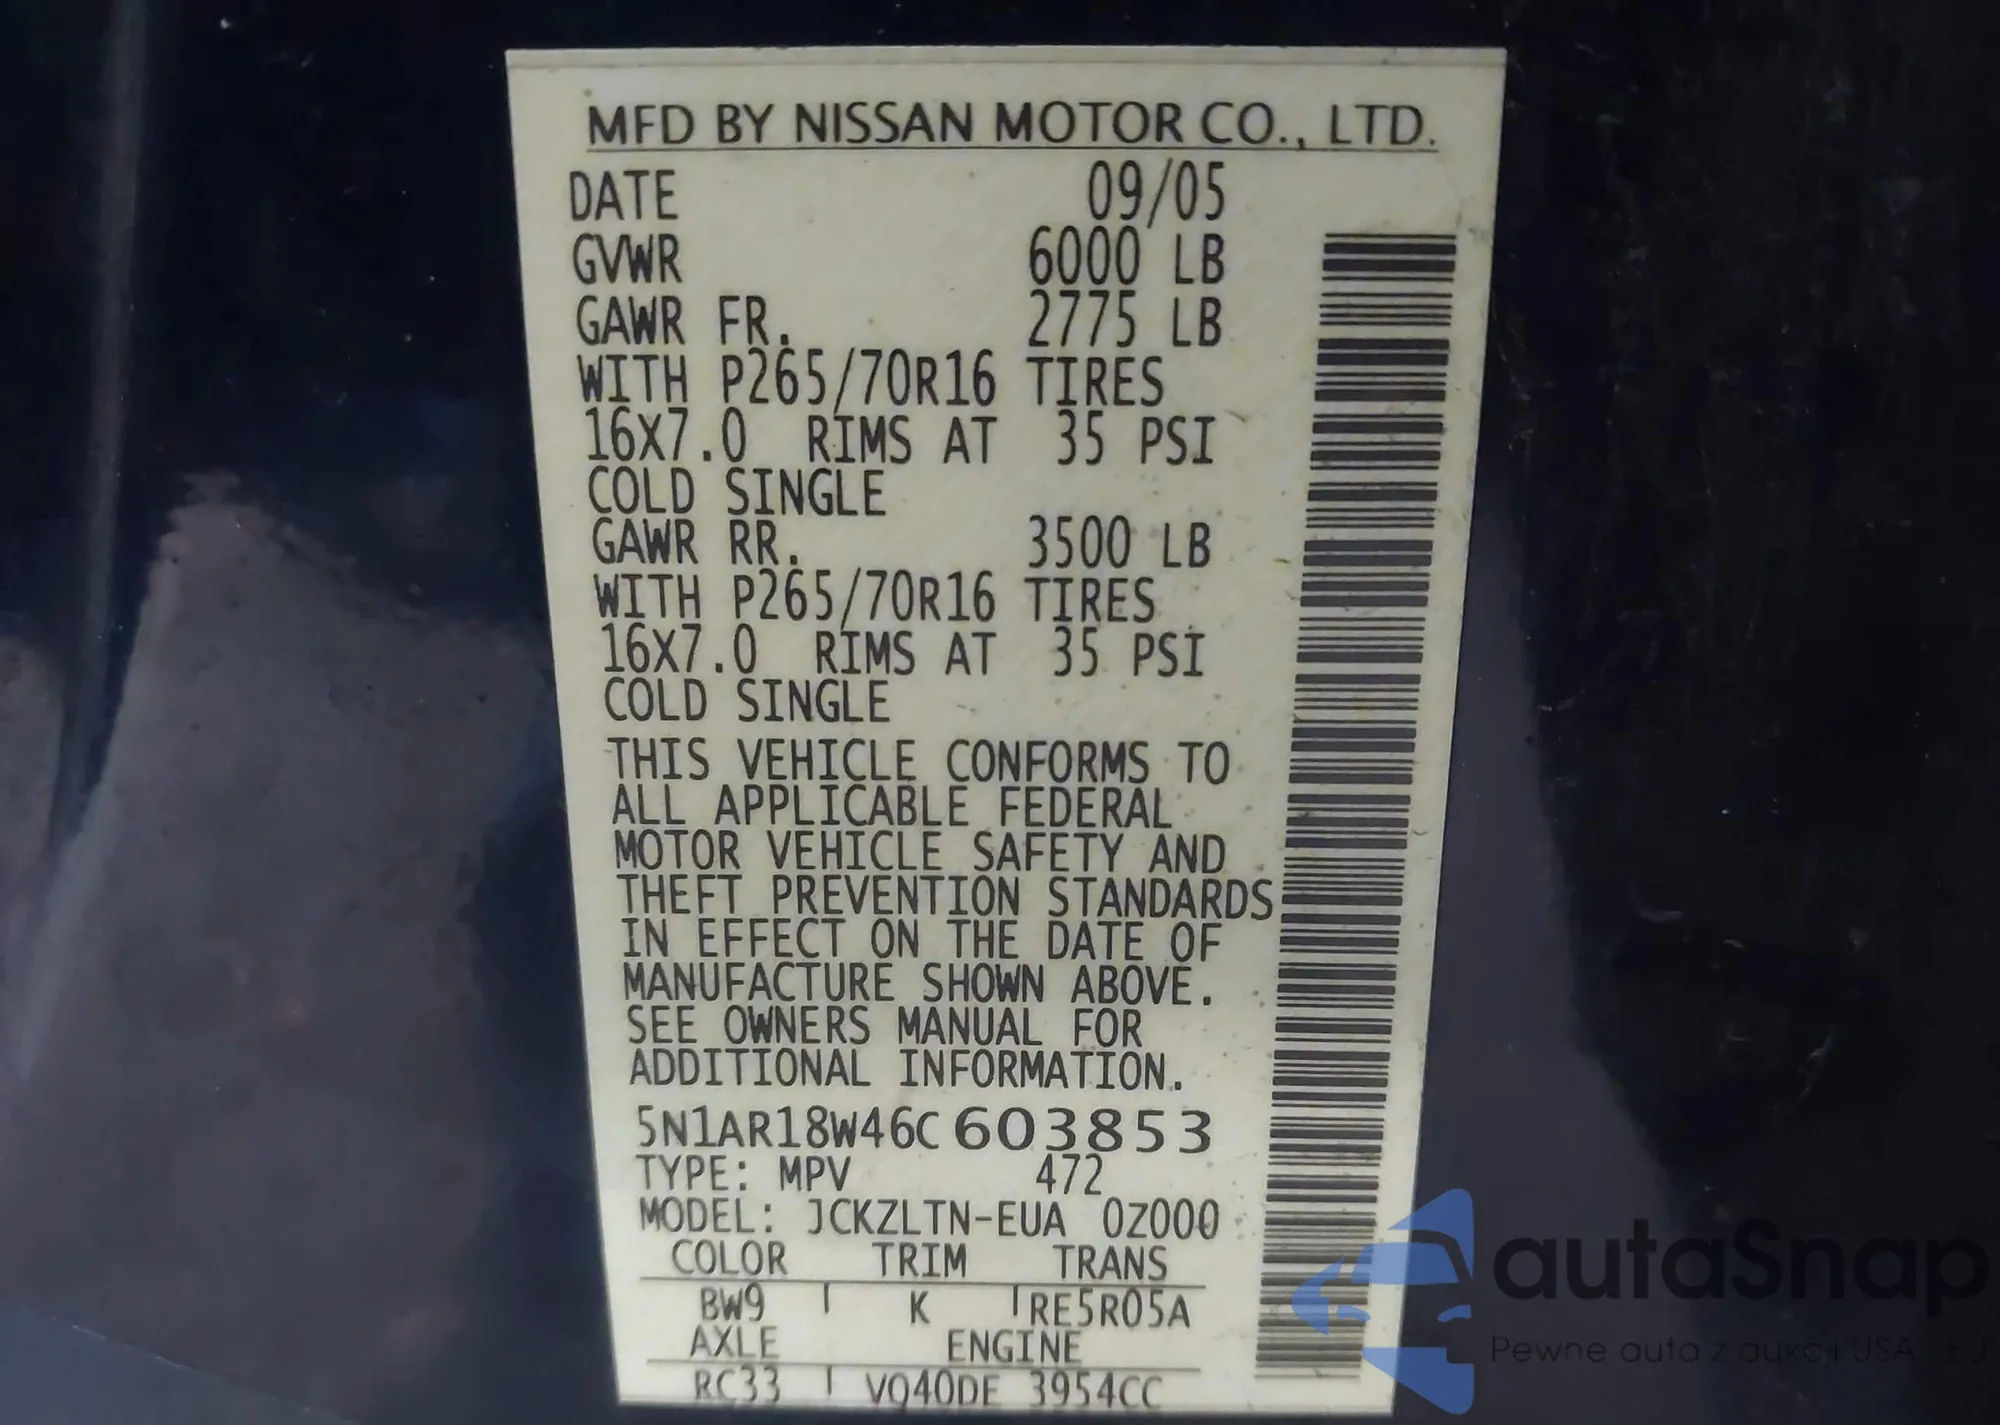 MFD BY NISSAN MOTOR CO., LTD.
DATE 09/05
GVWR 6000 LB
GAWR FR. 2775 LB
WITH P265/70R16 TIRES
16X7.0 RIMS AT 35 PSI
COLD SINGLE
GAWR RR. 3500 LB
WITH P265/70R16 TIRES
16X7.0 RIMS AT 35 PSI
COLD SINGLE
THIS VEHICLE CONFORMS TO
ALL APPLICABLE FEDERAL
MOTOR VEHICLE SAFETY AND
THEFT PREVENTION STANDARDS
IN EFFECT ON THE DATE OF
MANUFACTURE SHOWN ABOVE.
SEE OWNERS MANUAL FOR
ADDITIONAL INFORMATION.
5N1AR18W46C603853
TYPE: MPV 472
MODEL: JCKZLTN-EUA 0Z000
COLOR TRIM TRANS
BW9 K RE5R05A
AXLE ENGINE
RC33 VQ40DE 3954CC
autaSnap
Pewne auta z aukcji USA